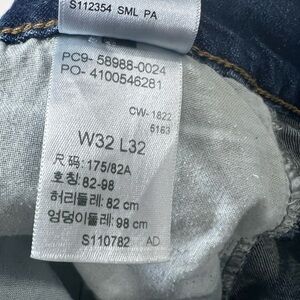 S112354 SML PA
PC9- 58988-0024
PO- 4100546281
CW- 1822
5163
W32 L32
尺码: 175/82A
호칭: 82-98
허리둘레: 82 cm
엉덩이둘레: 98 cm
S110782 AD